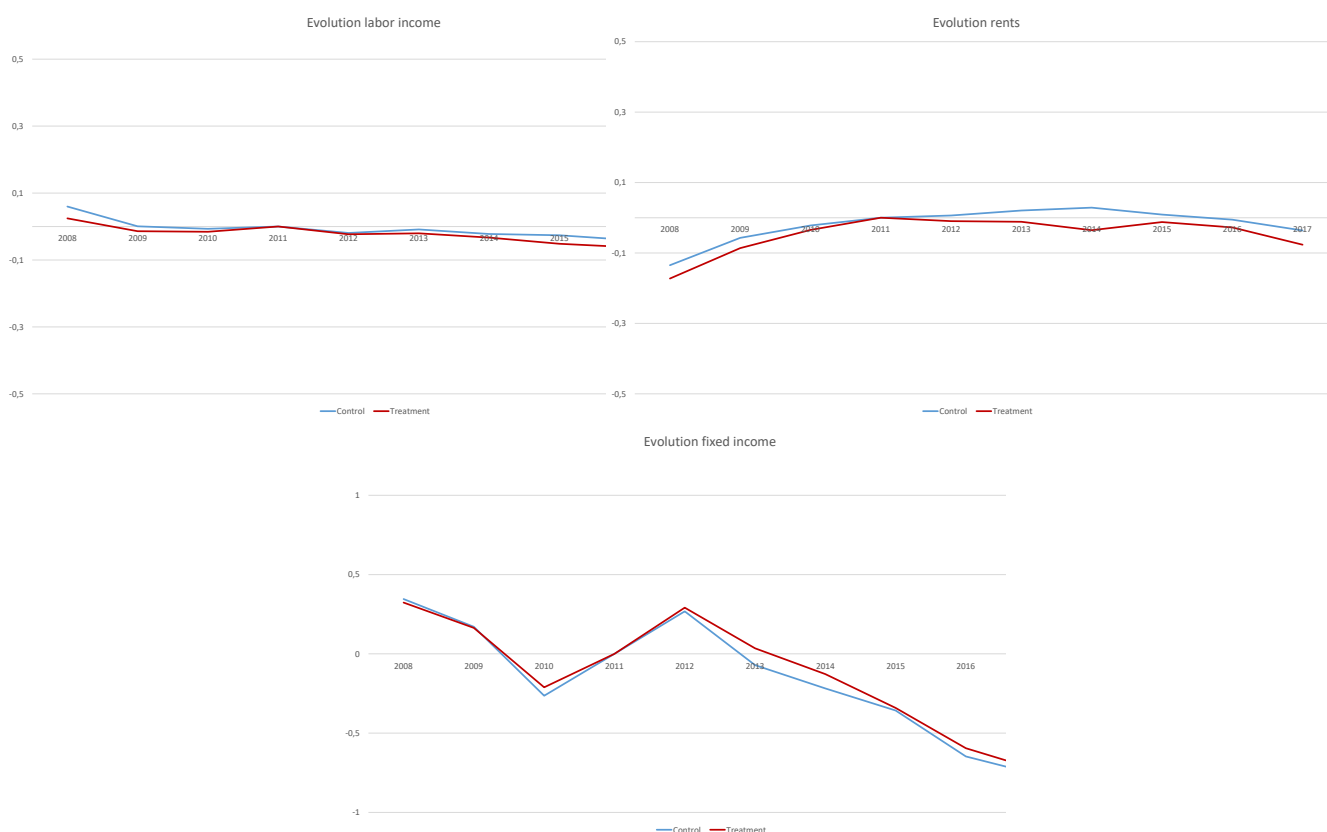 Evolution labor income
0,5
0,3
0,1
2008 2009 2010 2011 2012 2013 2014 2015
-0,1
-0,3
-0,5
Control Treatment
Evolution rents
0,5
0,3
0,1
2008 2009 2010 2011 2012 2013 2014 2015 2016 2017
-0,1
-0,3
-0,5
Control Treatment
Evolution fixed income
1
0,5
0
2008 2009 2010 2011 2012 2013 2014 2015 2016
-0,5
-1
Control Treatment